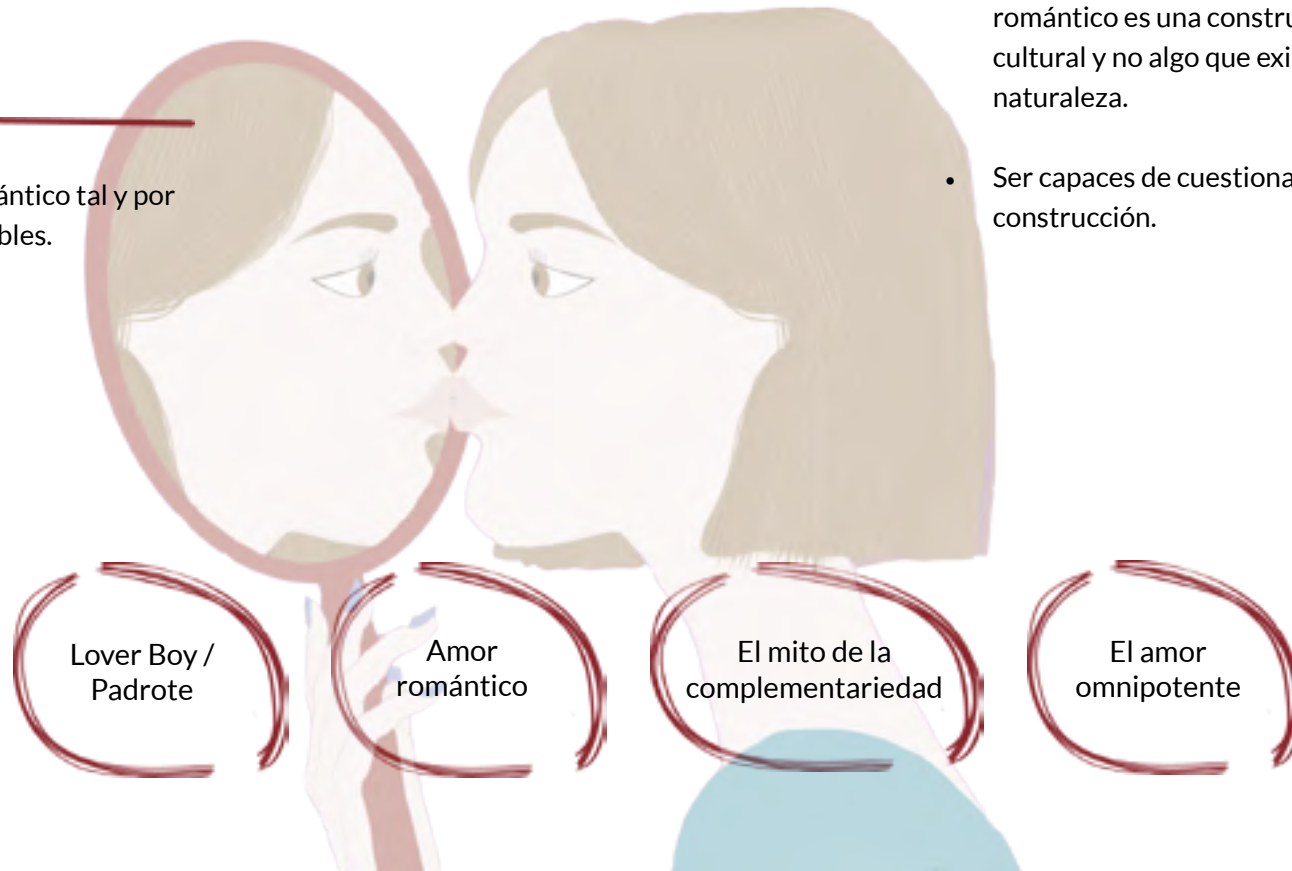 ántico tal y por
bles.
romántico es una constru
cultural y no algo que exi
naturaleza.
• Ser capaces de cuestiona
construcción.
Lover Boy /
Padrote
Amor
romántico
El mito de la
complementariedad
El amor
omnipotente